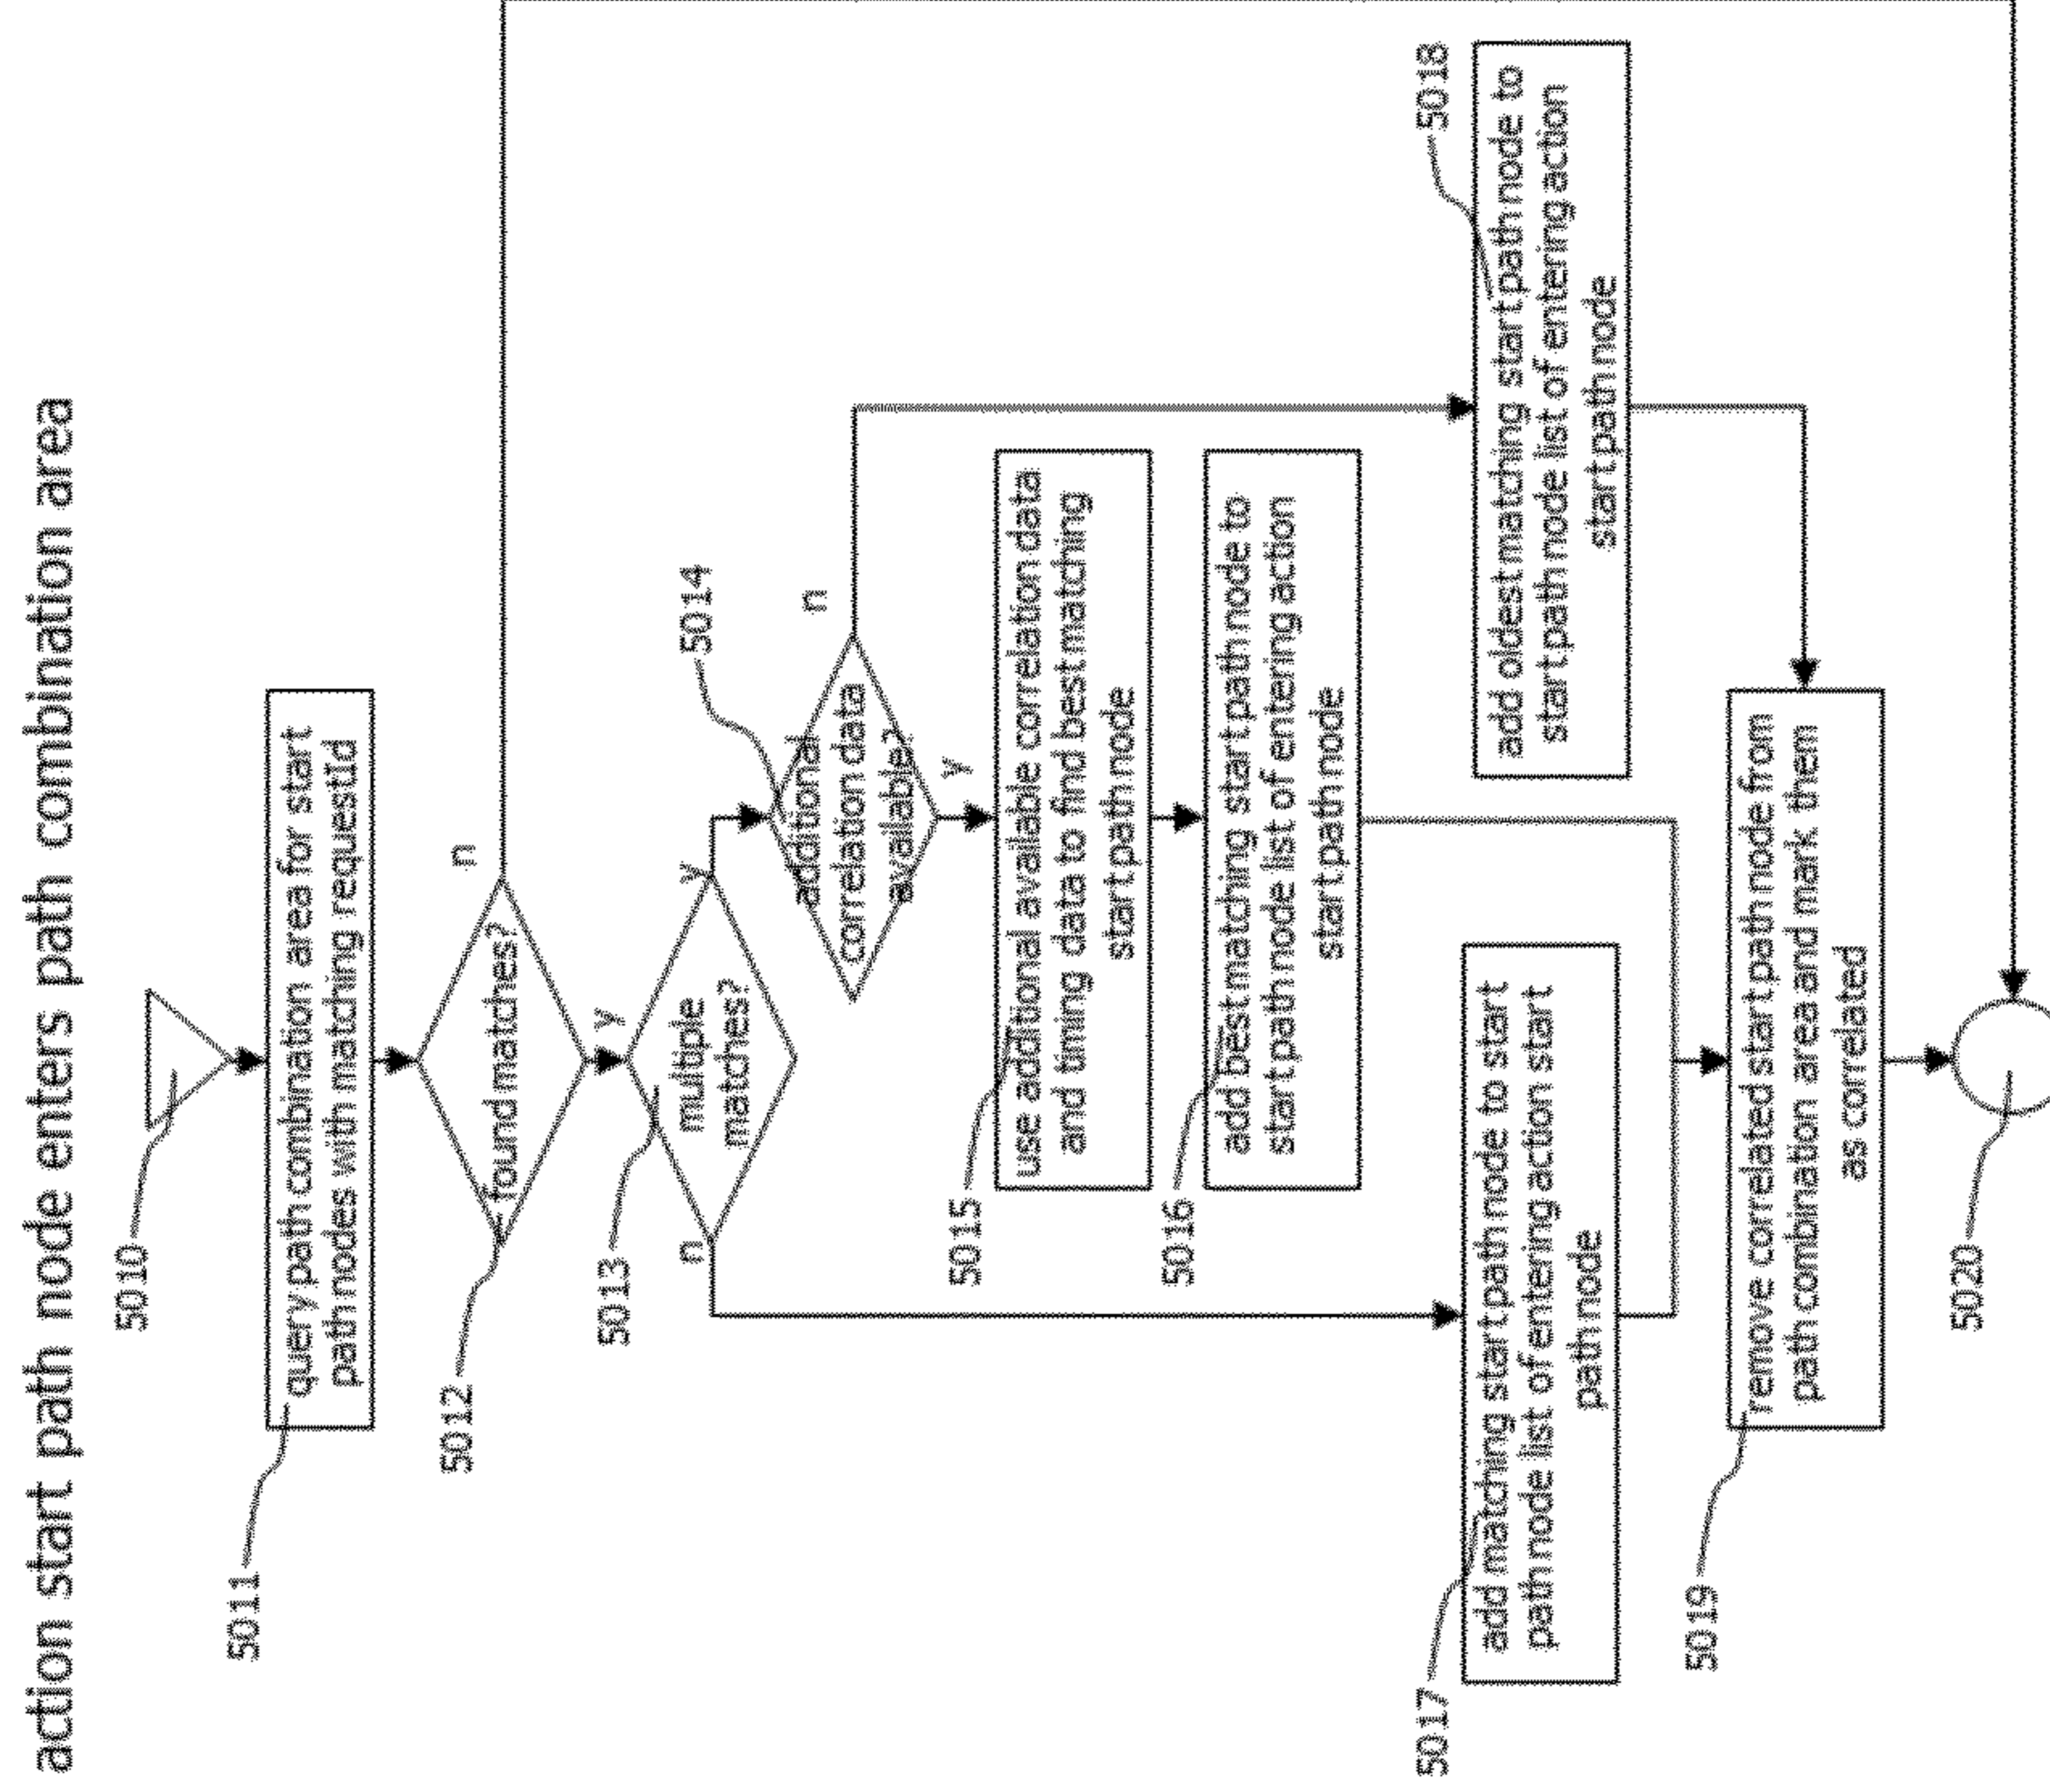 action start path node enters path combination area
5010
5011
query path combination area for start
path nodes with matching requestId
5012
found matches?
n
y
5013
multiple
matches?
n
y
5014
additional
correlation data
available?
n
y
5015
use additional available correlation data
and timing data to find best matching
start path node
5016
add best matching start path node to
start path node list of entering action
start path node
5017
add matching start path node to start
path node list of entering action start
path node
5018
add oldest matching start path node to
start path node list of entering action
start path node
5019
remove correlated start path node from
path combination area and mark them
as correlated
5020